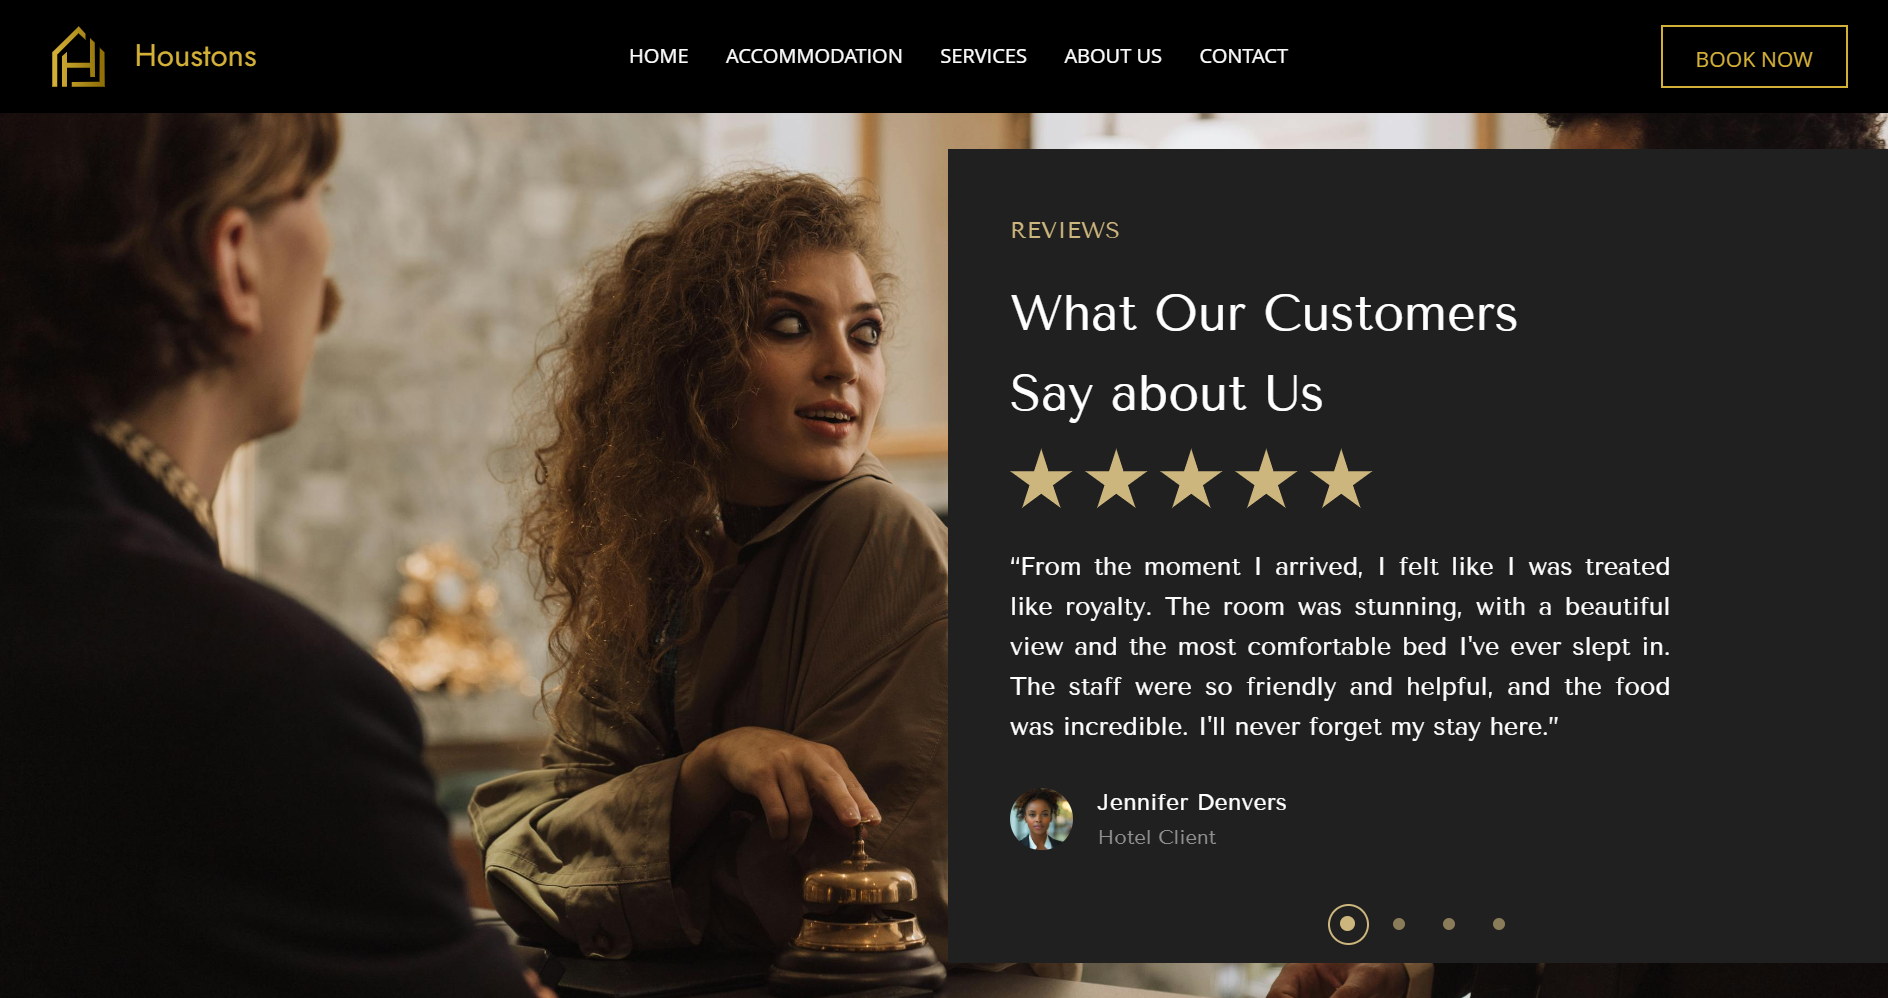 Houstons
HOME ACCOMMODATION SERVICES ABOUT US CONTACT
BOOK NOW
REVIEWS
What Our Customers
Say about Us
“From the moment I arrived, I felt like I was treated
like royalty. The room was stunning, with a beautiful
view and the most comfortable bed I've ever slept in.
The staff were so friendly and helpful, and the food
was incredible. I'll never forget my stay here.”
Jennifer Denvers
Hotel Client